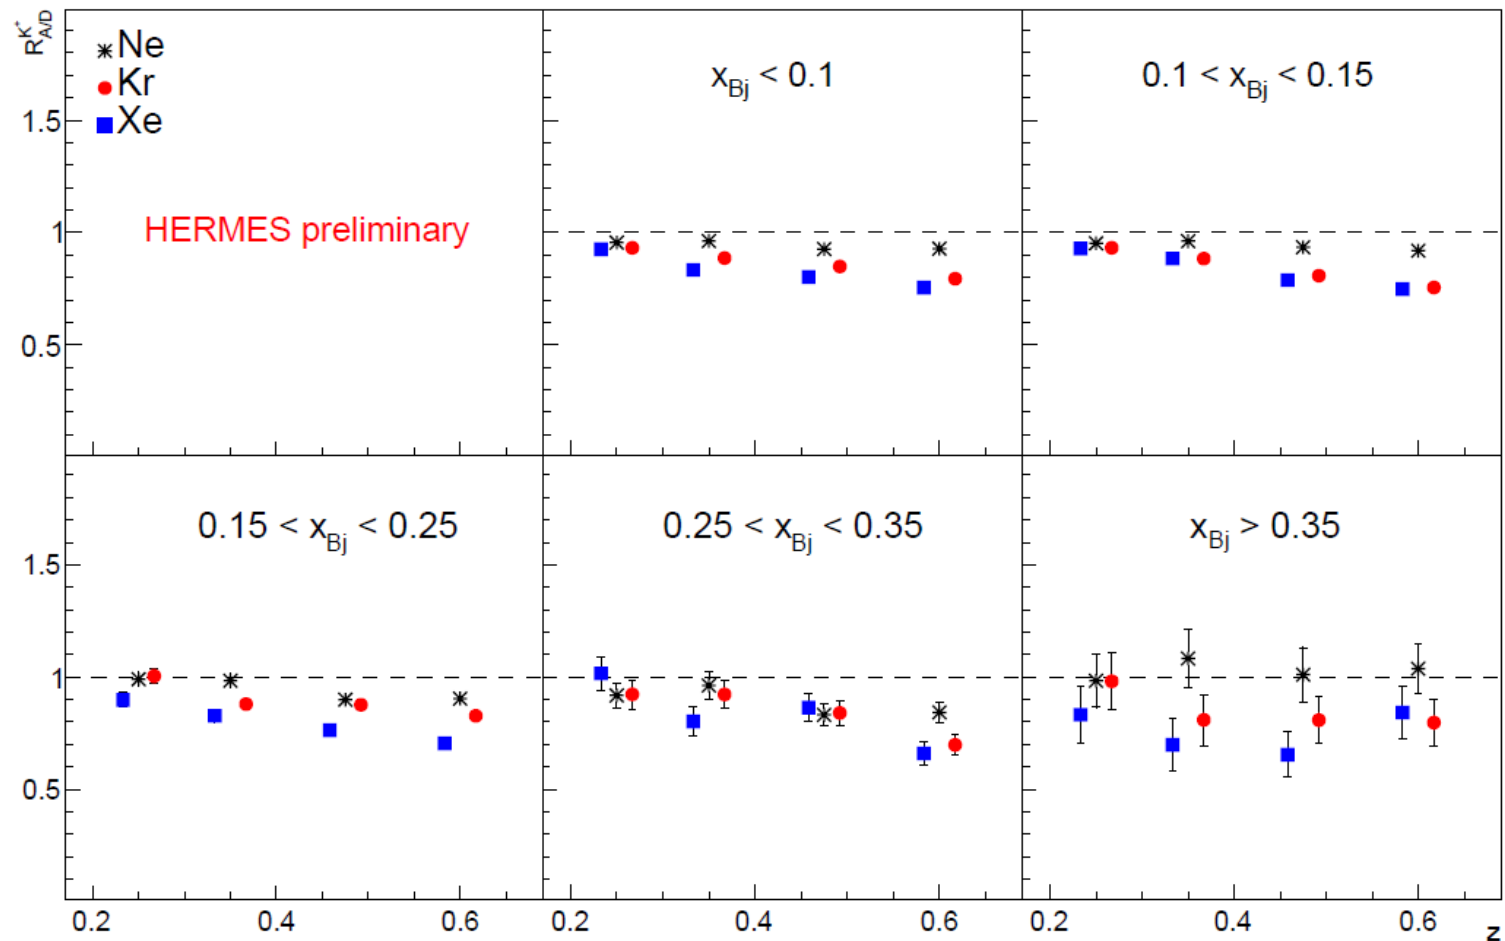 R^{K^+}_{A/D}
Ne
Kr
Xe
HERMES preliminary
x_{Bj} < 0.1
0.1 < x_{Bj} < 0.15
1.5
1
0.5
0.15 < x_{Bj} < 0.25
0.25 < x_{Bj} < 0.35
x_{Bj} > 0.35
1.5
1
0.5
0.2 0.4 0.6 0.2 0.4 0.6 0.2 0.4 0.6
z